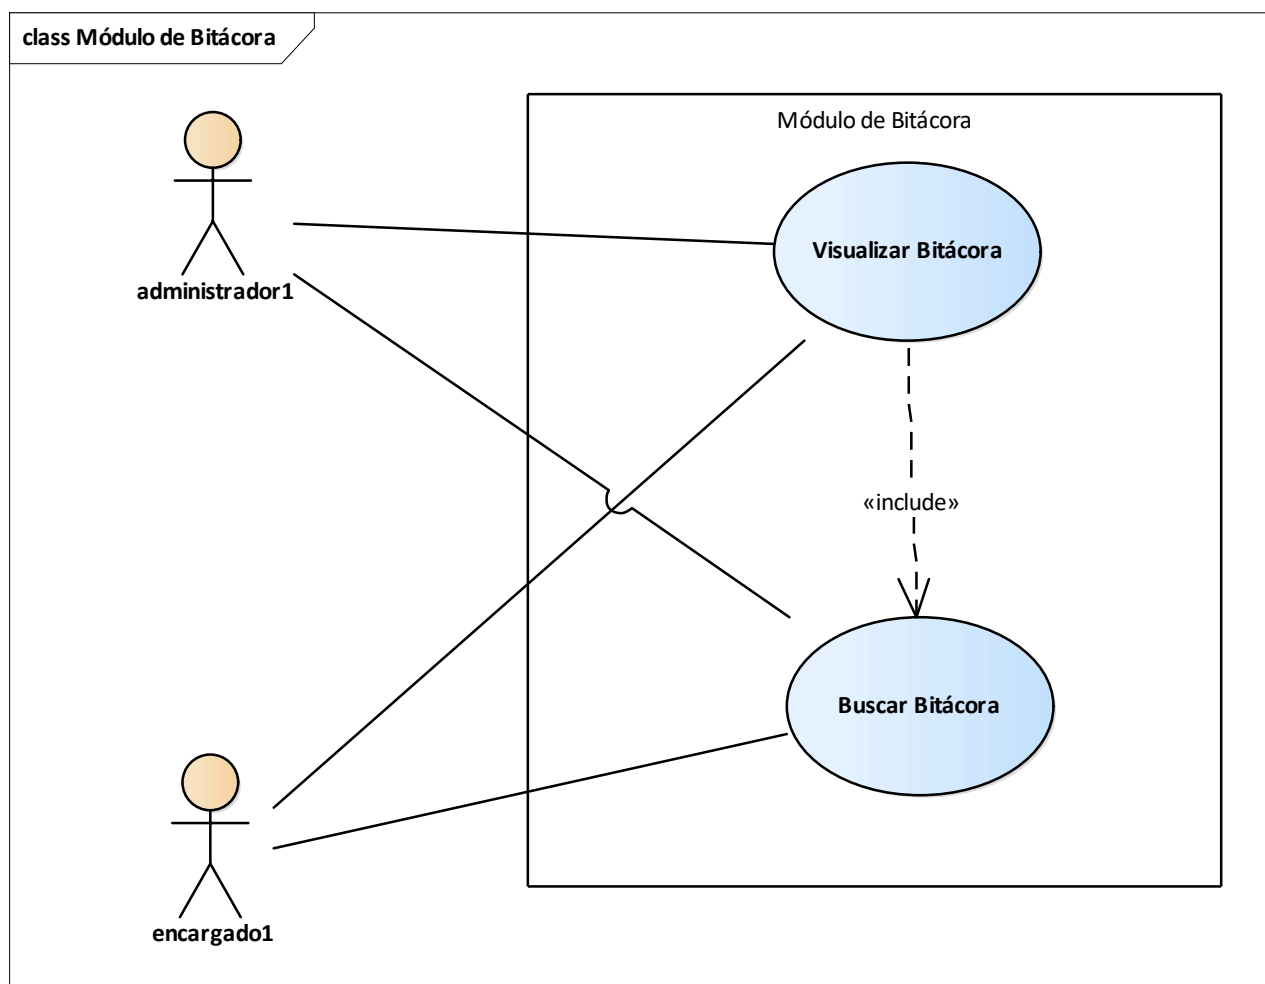 class Módulo de Bitácora
Módulo de Bitácora
Visualizar Bitácora
administrador1
«include»
Buscar Bitácora
encargado1